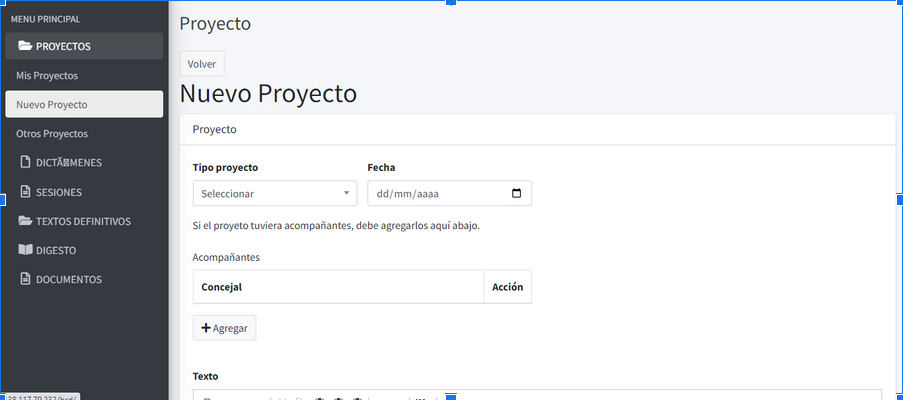 MENU PRINCIPAL
PROYECTOS
Mis Proyectos
Nuevo Proyecto
Otros Proyectos
DICTÃMENES
SESIONES
TEXTOS DEFINITIVOS
DIGESTO
DOCUMENTOS
Proyecto
Volver
Nuevo Proyecto
Proyecto
Tipo proyecto Fecha
Seleccionar dd/mm/aaaa
Si el proyeto tuviera acompañantes, debe agregarlos aquí abajo.
Acompañantes
Concejal Acción
Agregar
Texto